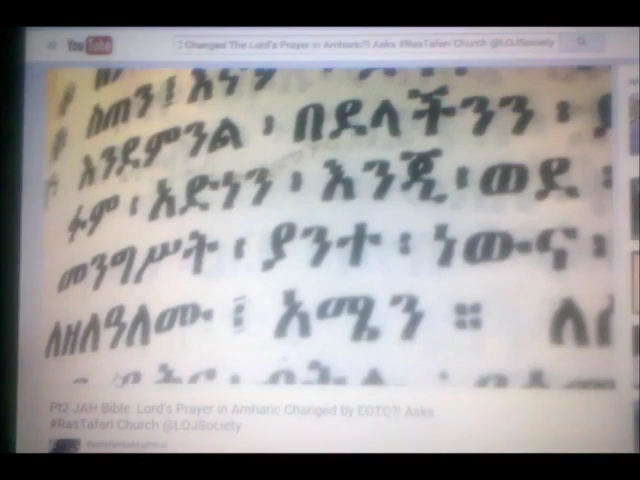 YouTube
Changed The Lord's Prayer in Amharic?! Asks #RasTafari Church @LOJSociety
ስጠን ፤ እኛም
እንደምንል ፡ በደላችንን ፡
ፉም ፡ አድነን ፡ እንጂ ፡ ወደ ፡
መንግሥት ፡ ያንተ ፡ ነውና ፡
ለዘለዓለሙ ፤ አሜን ።
Pt2 JAH Bible: Lord's Prayer in Amharic Changed by EOTC?! Asks
#RasTafari Church @LOJSociety